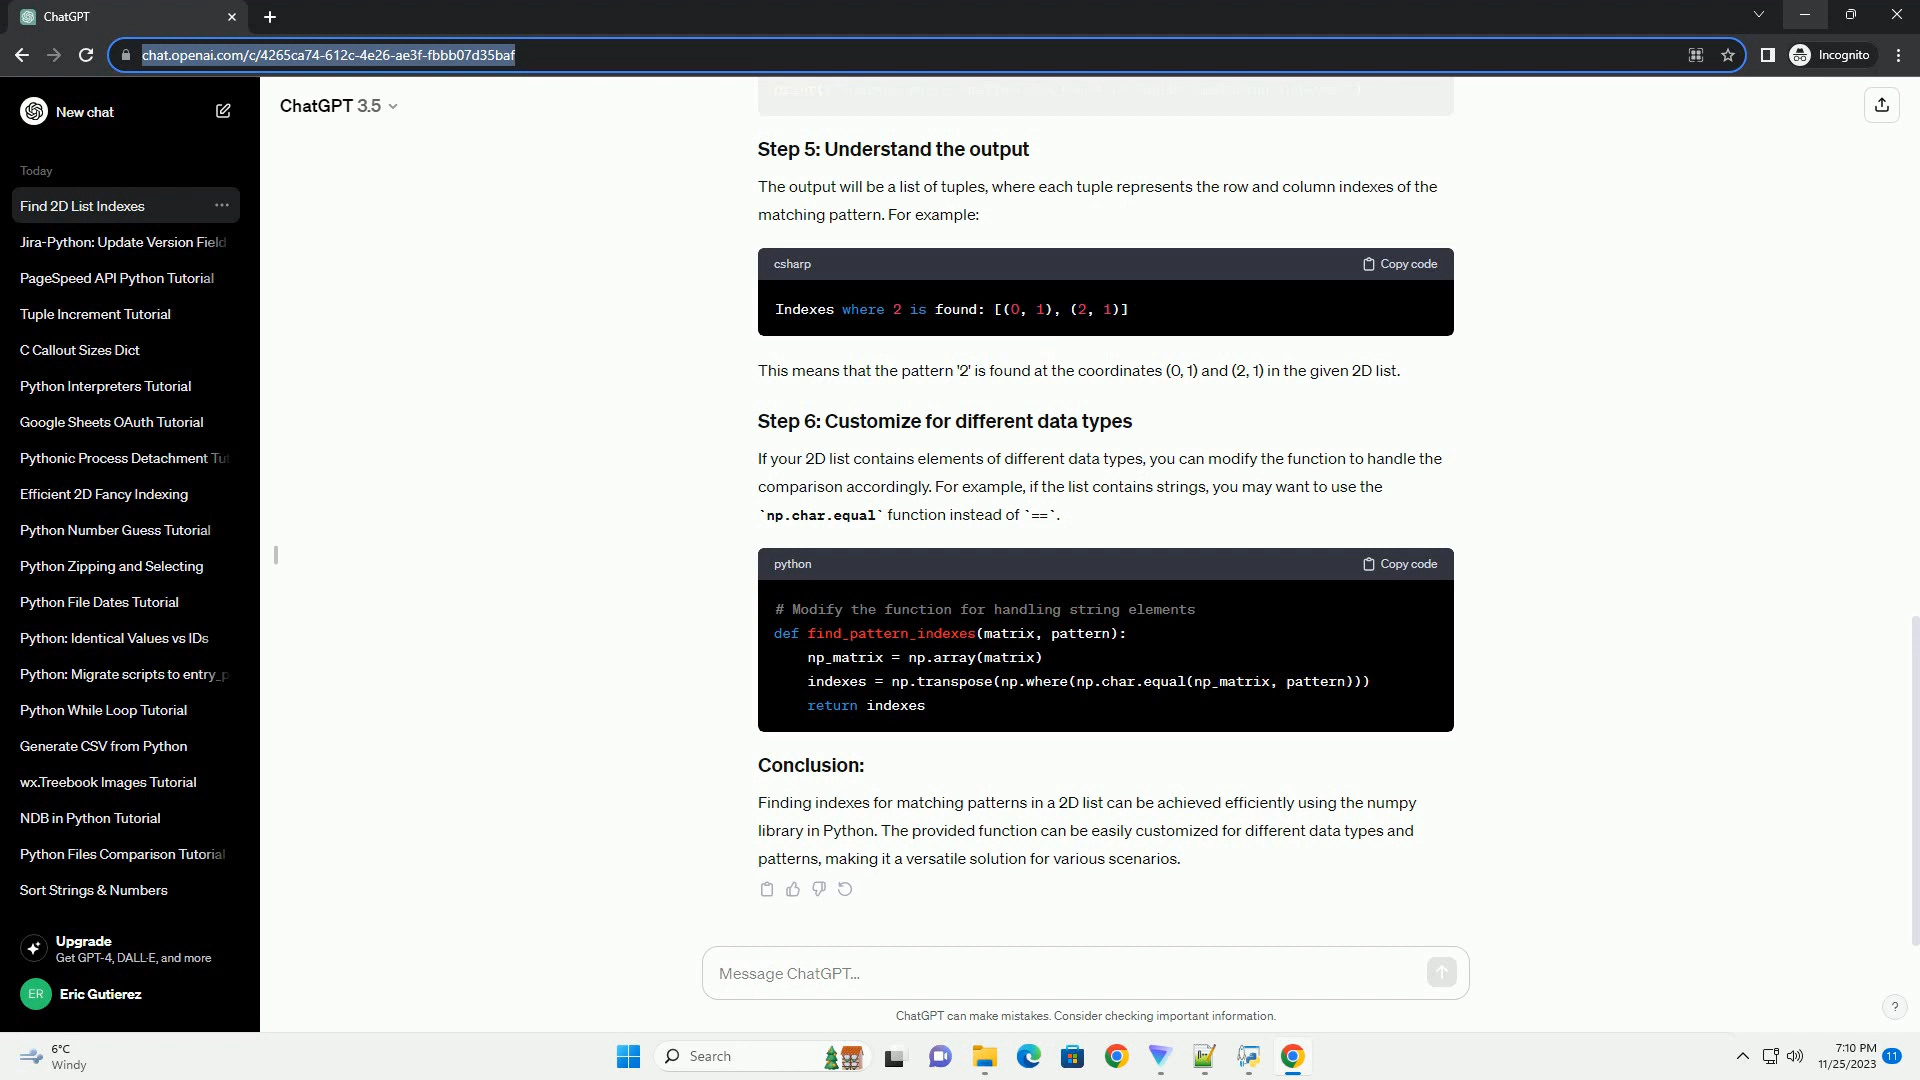 ChatGPT
chat.openai.com/c/4265ca74-612c-4e26-ae3f-fbbb07d35baf
Incognito
New chat
Today
Find 2D List Indexes
Jira-Python: Update Version Field
PageSpeed API Python Tutorial
Tuple Increment Tutorial
C Callout Sizes Dict
Python Interpreters Tutorial
Google Sheets OAuth Tutorial
Pythonic Process Detachment Tut
Efficient 2D Fancy Indexing
Python Number Guess Tutorial
Python Zipping and Selecting
Python File Dates Tutorial
Python: Identical Values vs IDs
Python: Migrate scripts to entry_p
Python While Loop Tutorial
Generate CSV from Python
wx.Treebook Images Tutorial
NDB in Python Tutorial
Python Files Comparison Tutorial
Sort Strings & Numbers
Upgrade
Get GPT-4, DALL·E, and more
ER Eric Gutierez
ChatGPT 3.5
Step 5: Understand the output
The output will be a list of tuples, where each tuple represents the row and column indexes of the
matching pattern. For example:
csharp Copy code
Indexes where 2 is found: [(0, 1), (2, 1)]
This means that the pattern '2' is found at the coordinates (0, 1) and (2, 1) in the given 2D list.
Step 6: Customize for different data types
If your 2D list contains elements of different data types, you can modify the function to handle the
comparison accordingly. For example, if the list contains strings, you may want to use the
`np.char.equal` function instead of `==`.
python Copy code
# Modify the function for handling string elements
def find_pattern_indexes(matrix, pattern):
np_matrix = np.array(matrix)
indexes = np.transpose(np.where(np.char.equal(np_matrix, pattern)))
return indexes
Conclusion:
Finding indexes for matching patterns in a 2D list can be achieved efficiently using the numpy
library in Python. The provided function can be easily customized for different data types and
patterns, making it a versatile solution for various scenarios.
Message ChatGPT...
ChatGPT can make mistakes. Consider checking important information.
?
6°C
Windy
Search
7:10 PM
11/25/2023
11